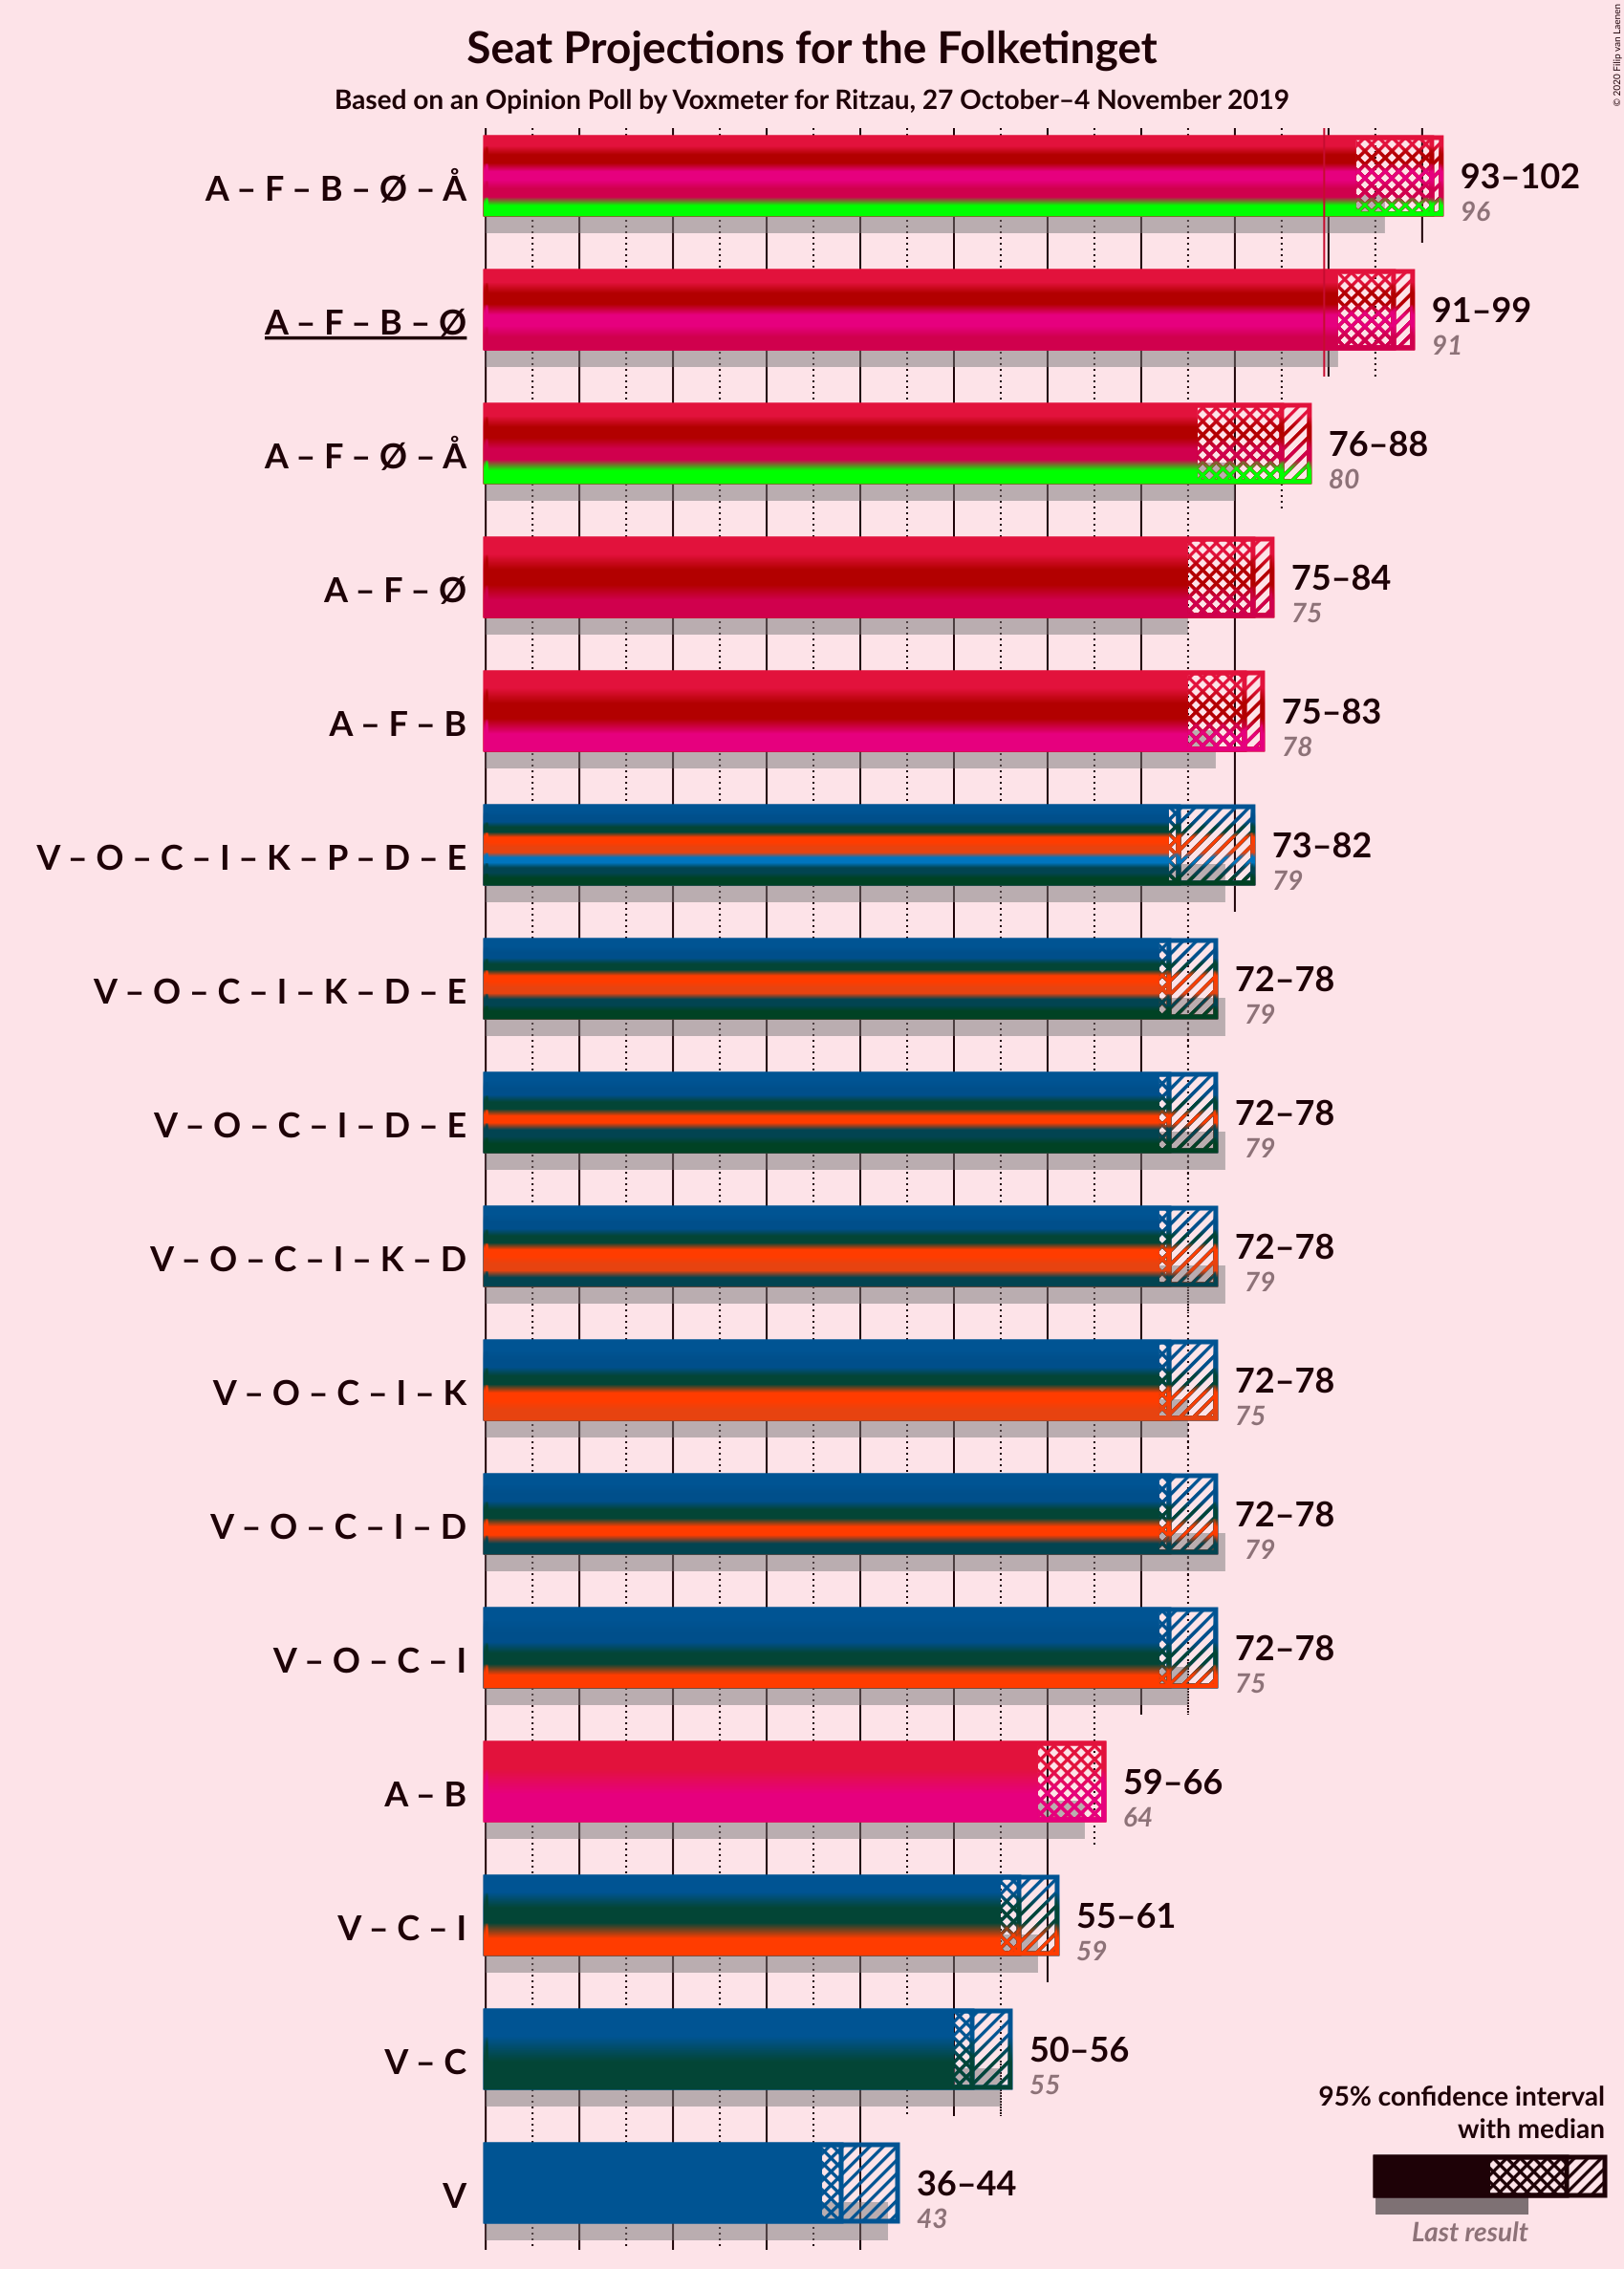 © 2020 Filip van Laenen
Seat Projections for the Folketinget
Based on an Opinion Poll by Voxmeter for Ritzau, 27 October–4 November 2019
A – F – B – Ø – Å
93–102
96
A – F – B – Ø
91–99
91
A – F – Ø – Å
76–88
80
A – F – Ø
75–84
75
A – F – B
75–83
78
V – O – C – I – K – P – D – E
73–82
79
V – O – C – I – K – D – E
72–78
79
V – O – C – I – D – E
72–78
79
V – O – C – I – K – D
72–78
79
V – O – C – I – K
72–78
75
V – O – C – I – D
72–78
79
V – O – C – I
72–78
75
A – B
59–66
64
V – C – I
55–61
59
V – C
50–56
55
V
36–44
43
95% confidence interval
with median
Last result